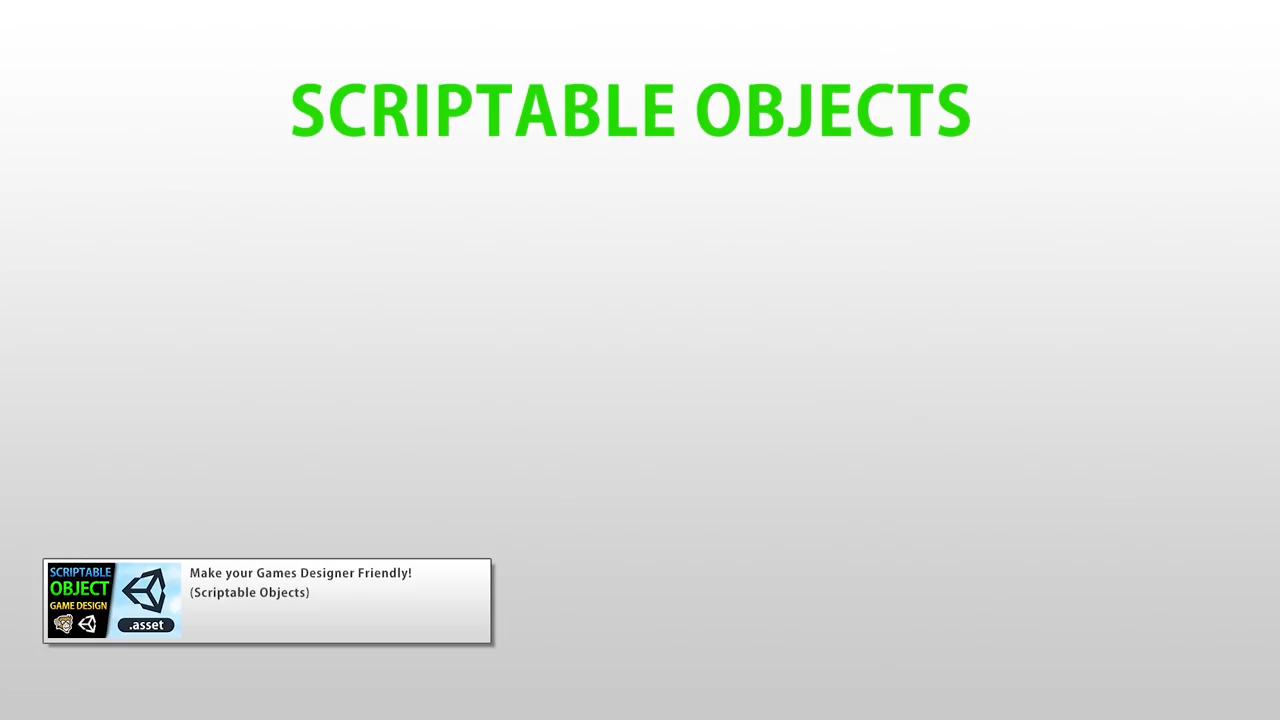 SCRIPTABLE OBJECTS
SCRIPTABLE
OBJECT
GAME DESIGN
.asset
Make your Games Designer Friendly!
(Scriptable Objects)